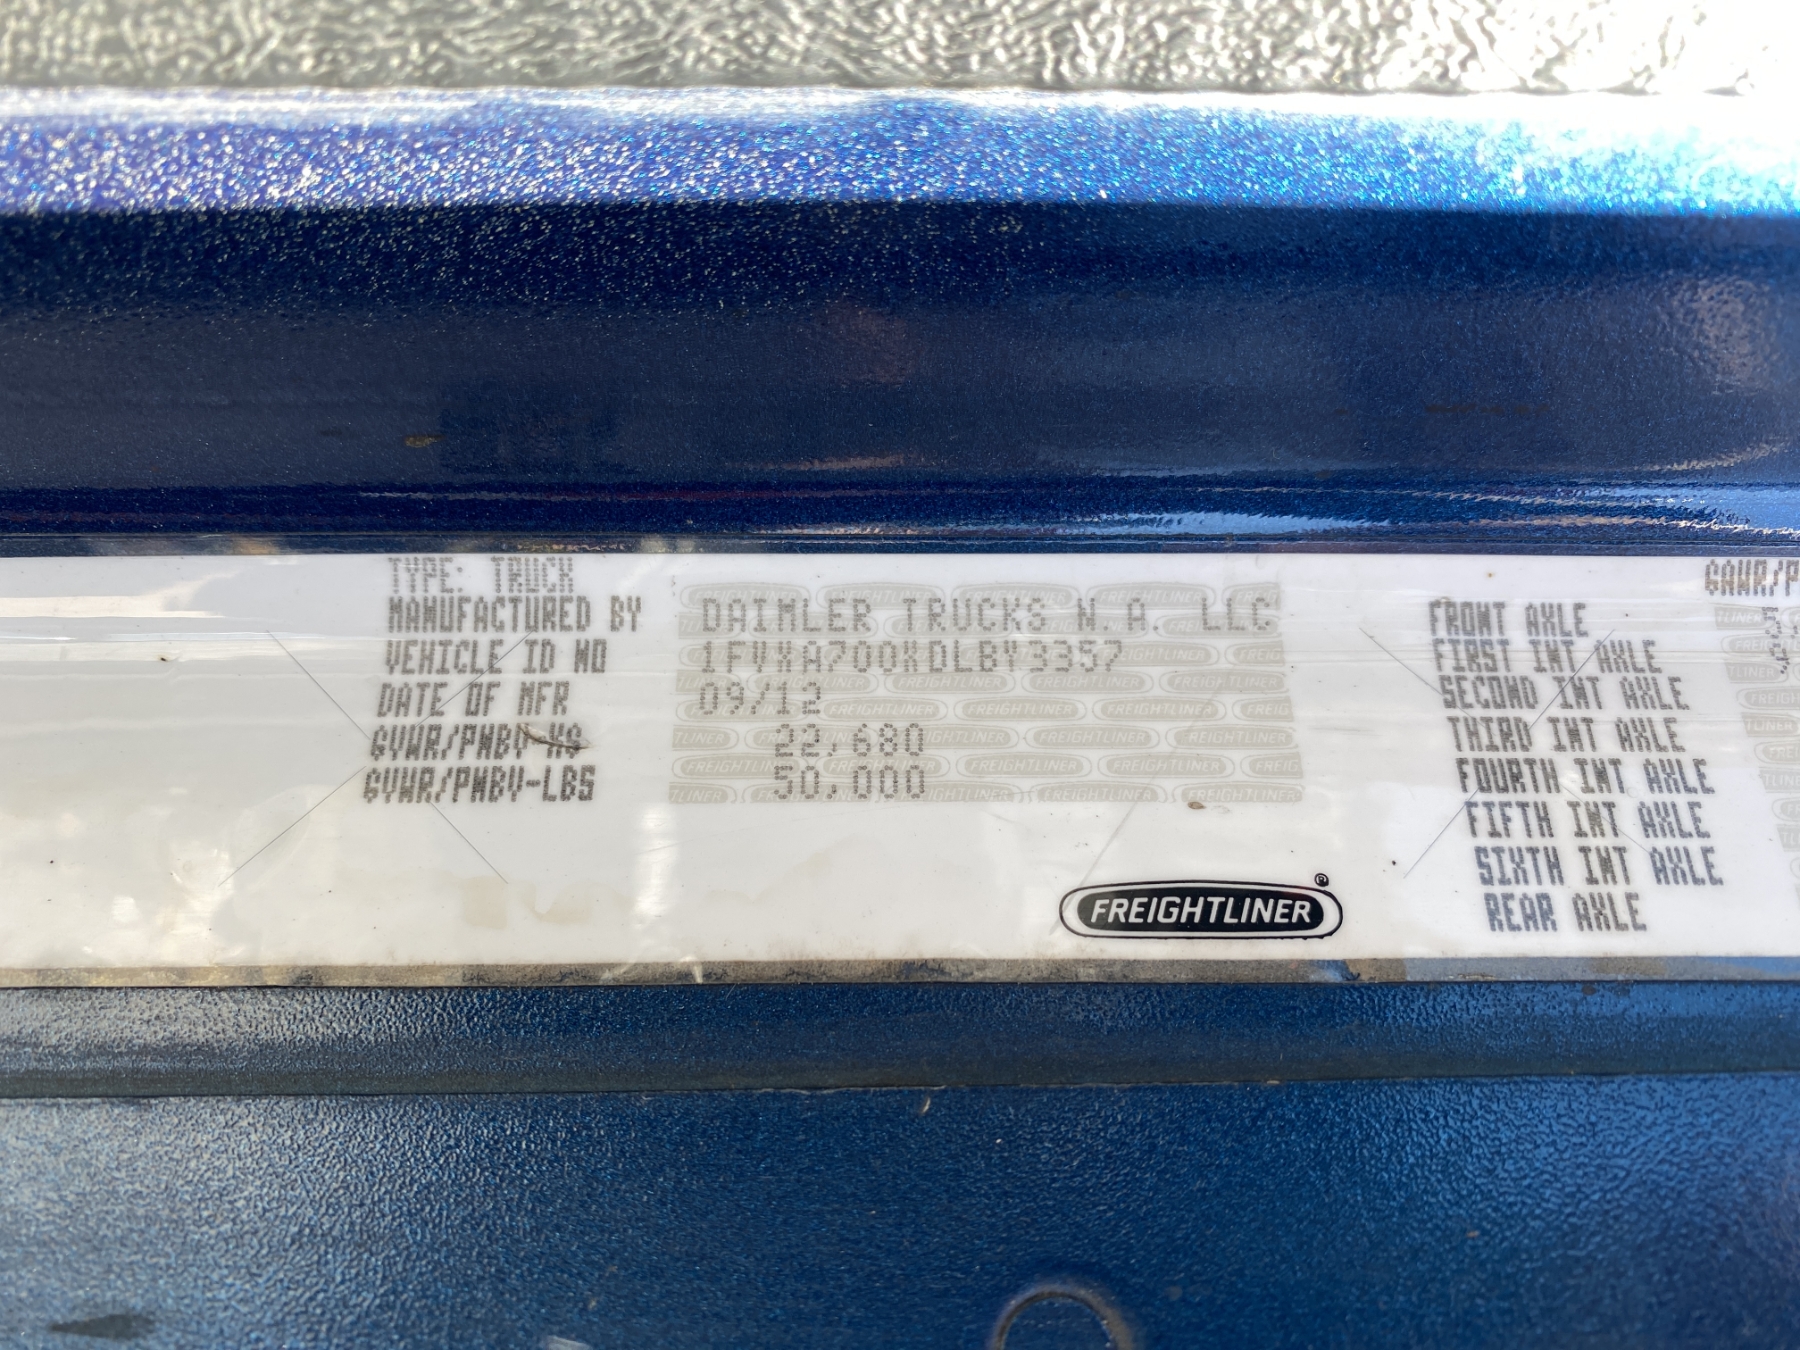 TYPE: TRUCK
MANUFACTURED BY DAIMLER TRUCKS N.A. LLC
VEHICLE ID NO 1FVXA700XDLBY3357
DATE OF MFR 09/12
GVWR/PNBV-KG 22,680
GVWR/PNBV-LBS 50,000
FREIGHTLINER®
GAWR/P
FRONT AXLE
FIRST INT AXLE
SECOND INT AXLE
THIRD INT AXLE
FOURTH INT AXLE
FIFTH INT AXLE
SIXTH INT AXLE
REAR AXLE